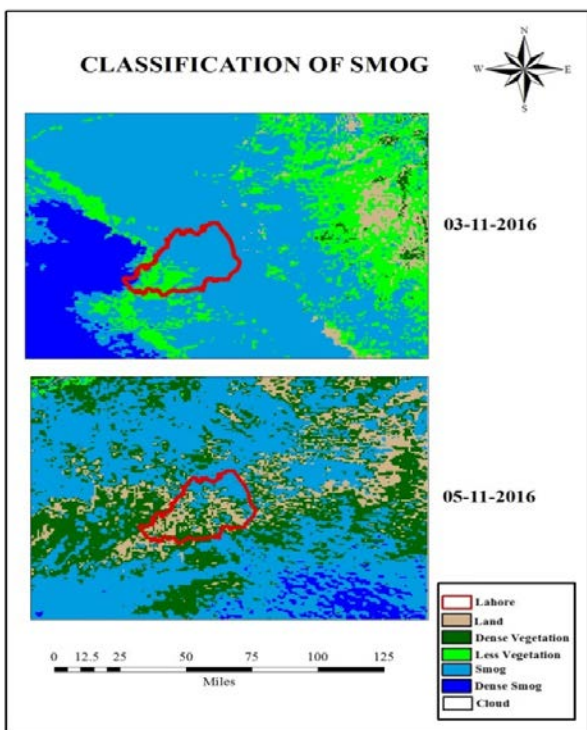 CLASSIFICATION OF SMOG
N
W E
S
03-11-2016
05-11-2016
Lahore
Land
Dense Vegetation
Less Vegetation
Smog
Dense Smog
Cloud
0 12.5 25 50 75 100 125
Miles